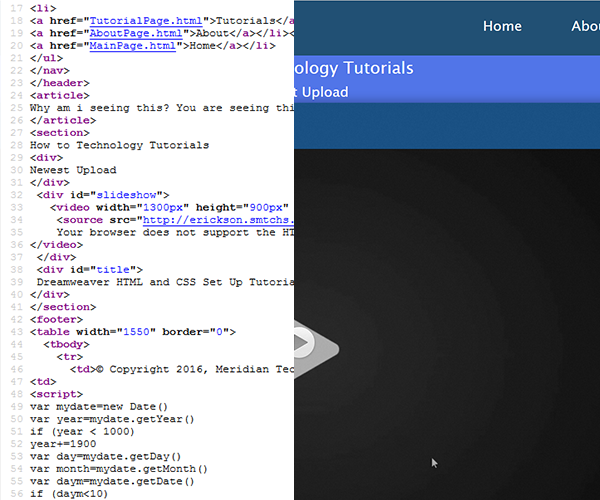 17 <li>
18 <a href="TutorialPage.html">Tutorials</a
19 <a href="AboutPage.html">About</a></li><
20 <a href="MainPage.html">Home</a></li>
21 </ul>
22 </nav>
23 </header>
24 <article>
25 Why am i seeing this? You are seeing thi
26 </article>
27 <section>
28 How to Technology Tutorials
29 <div>
30 Newest Upload
31 </div>
32 <div id="slideshow">
33 <video width="1300px" height="900px"
34 <source src="http://erickson.smtchs.
35 Your browser does not support the HT
36 </video>
37 </div>
38 <div id="title">
39 Dreamweaver HTML and CSS Set Up Tutoria
40 </div>
41 </section>
42 <footer>
43 <table width="1550" border="0">
44 <tbody>
45 <tr>
46 <td>© Copyright 2016, Meridian Tec
47 <td>
48 <script>
49 var mydate=new Date()
50 var year=mydate.getYear()
51 if (year < 1000)
52 year+=1900
53 var day=mydate.getDay()
54 var month=mydate.getMonth()
55 var daym=mydate.getDate()
56 if (daym<10)
Home Abo
ology Tutorials
t Upload